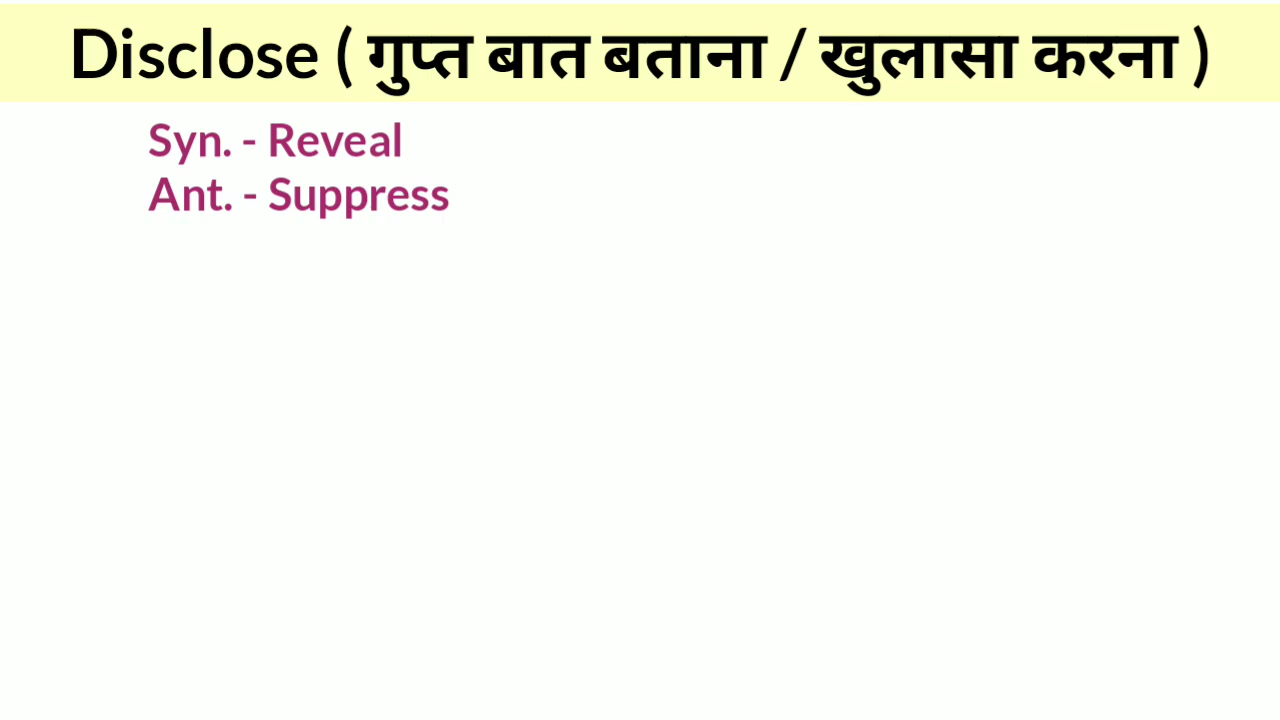 Disclose ( गुप्त बात बताना / खुलासा करना )
Syn. - Reveal
Ant. - Suppress